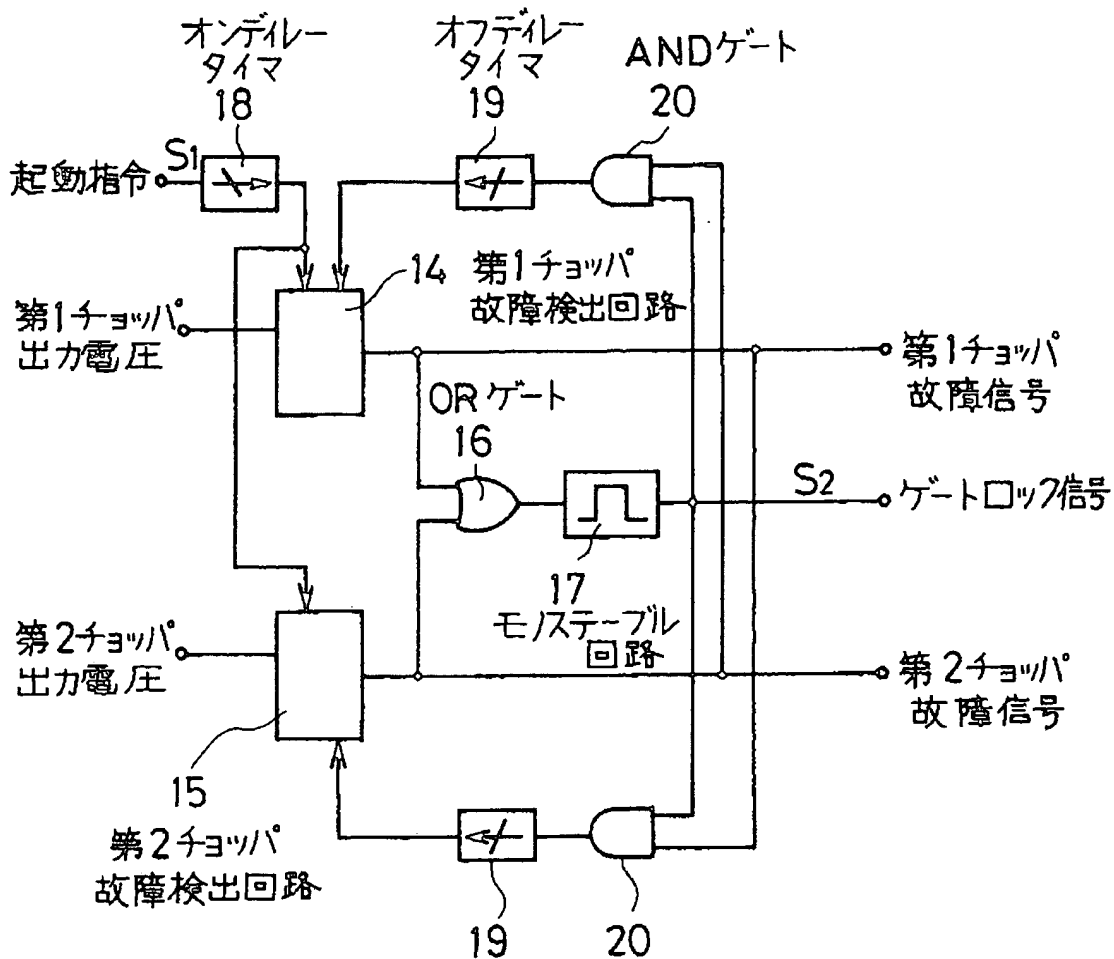 オンディレー
タイマ
18
オフディレー
タイマ
19
ANDゲート
20
起動指令
S1
14
第1チョッパ
故障検出回路
第1チョッパ
出力電圧
第1チョッパ
故障信号
ORゲート
16
S2
ゲートロック信号
17
モノステーブル
回路
第2チョッパ
出力電圧
第2チョッパ
故障信号
15
第2チョッパ
故障検出回路
19
20